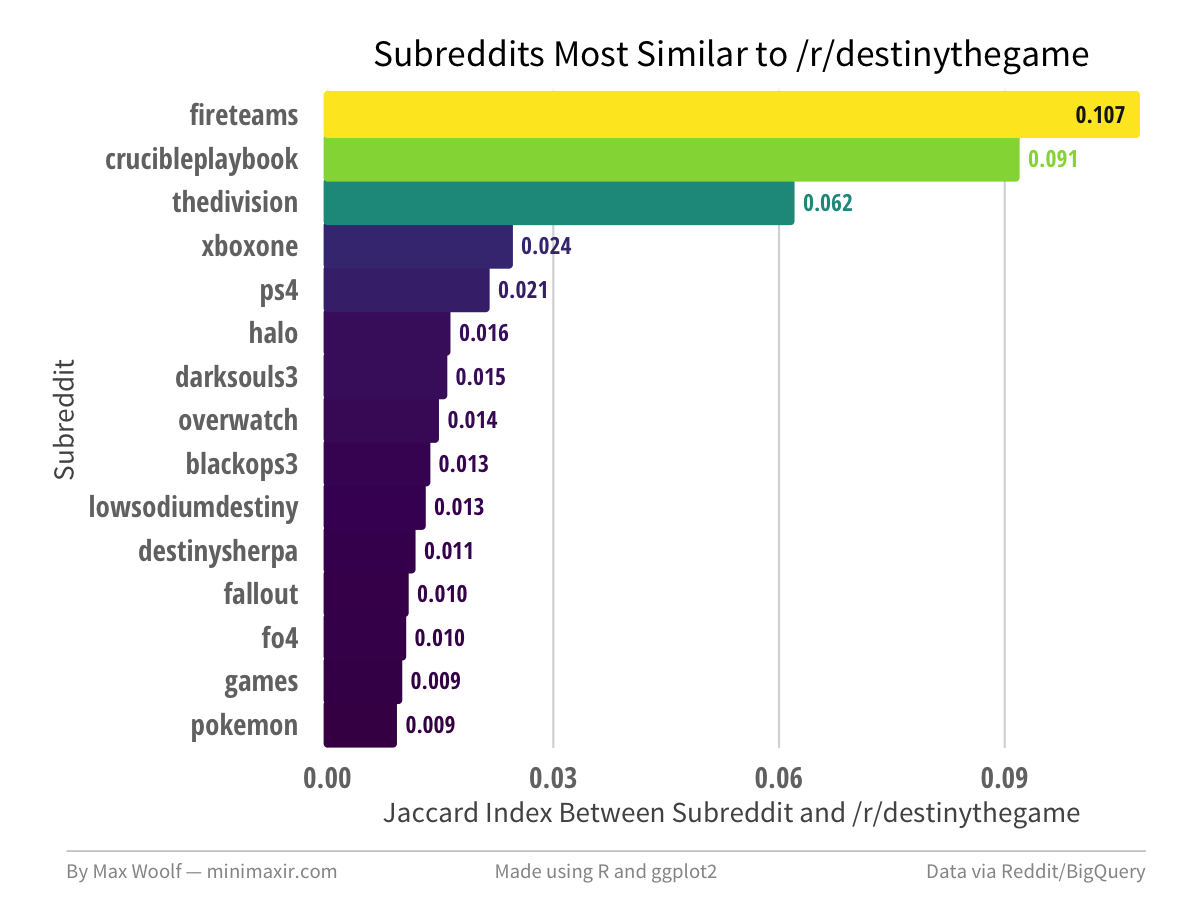 Subreddits Most Similar to /r/destinythegame
fireteams 0.107
crucibleplaybook 0.091
thedivision 0.062
xboxone 0.024
ps4 0.021
halo 0.016
darksouls3 0.015
overwatch 0.014
blackops3 0.013
lowsodiumdestiny 0.013
destinysherpa 0.011
fallout 0.010
fo4 0.010
games 0.009
pokemon 0.009
Subreddit
0.00 0.03 0.06 0.09
Jaccard Index Between Subreddit and /r/destinythegame
By Max Woolf — minimaxir.com Made using R and ggplot2 Data via Reddit/BigQuery